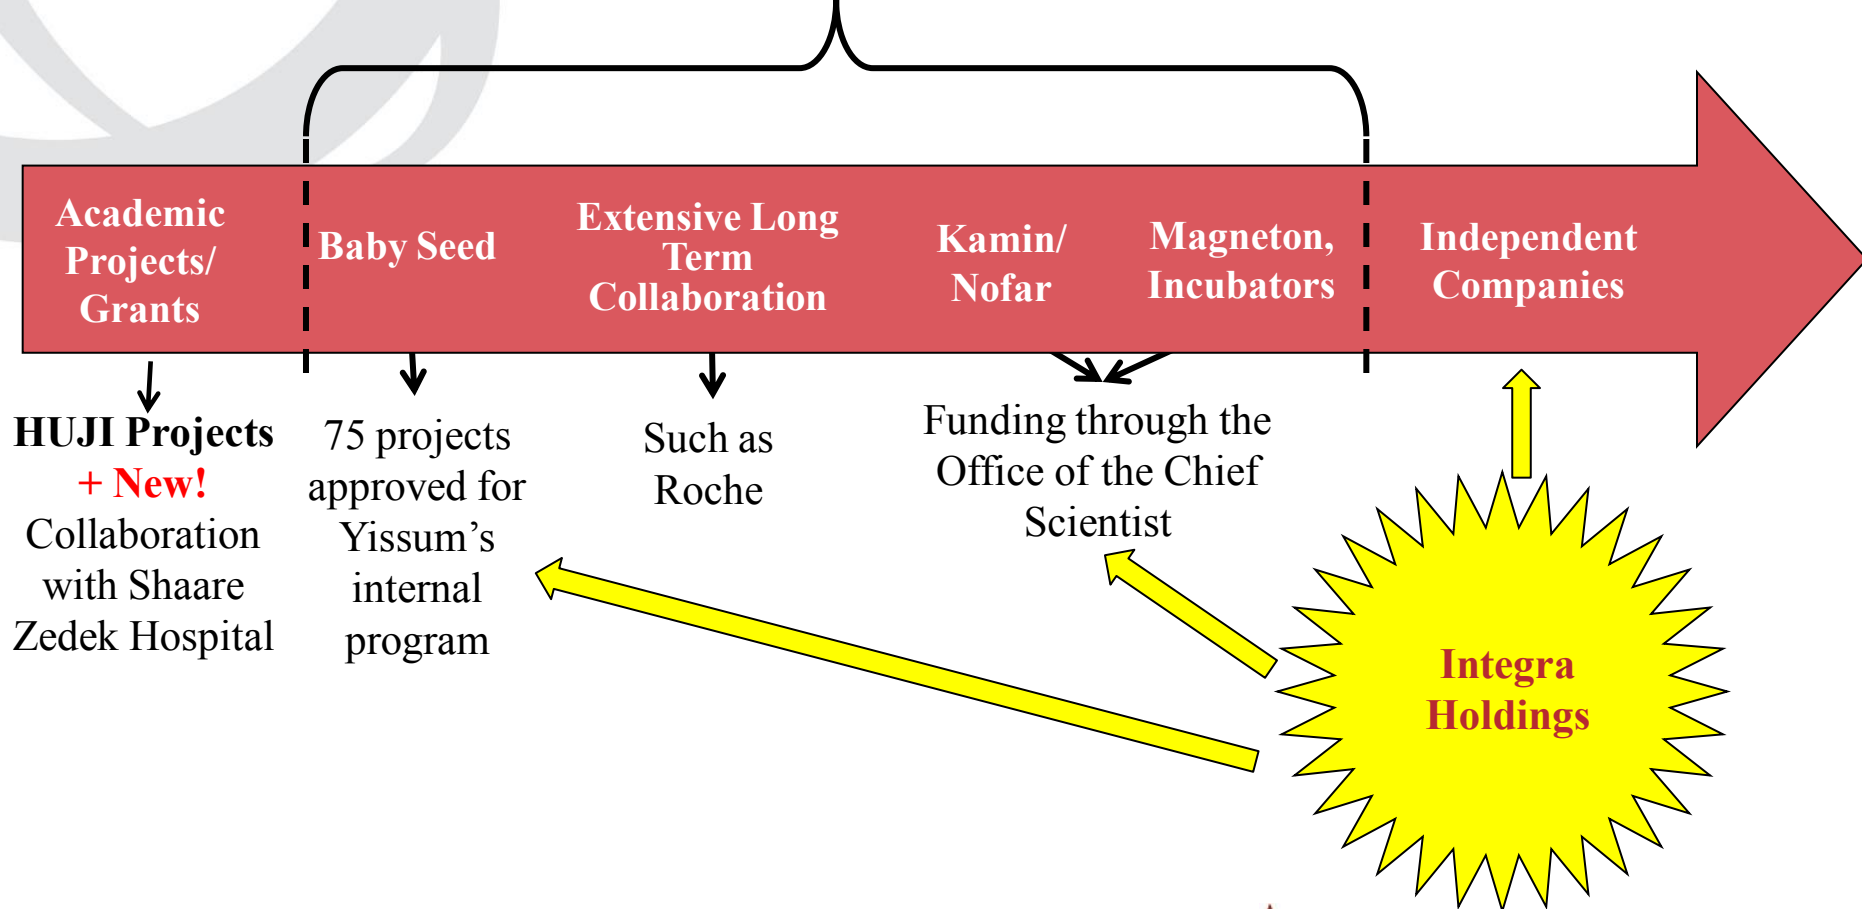 Academic
Projects/
Grants
Baby Seed
Extensive Long
Term
Collaboration
Kamin/
Nofar
Magneton,
Incubators
Independent
Companies
HUJI Projects
+ New!
Collaboration
with Shaare
Zedek Hospital
75 projects
approved for
Yissum’s
internal
program
Such as
Roche
Funding through the
Office of the Chief
Scientist
Integra
Holdings